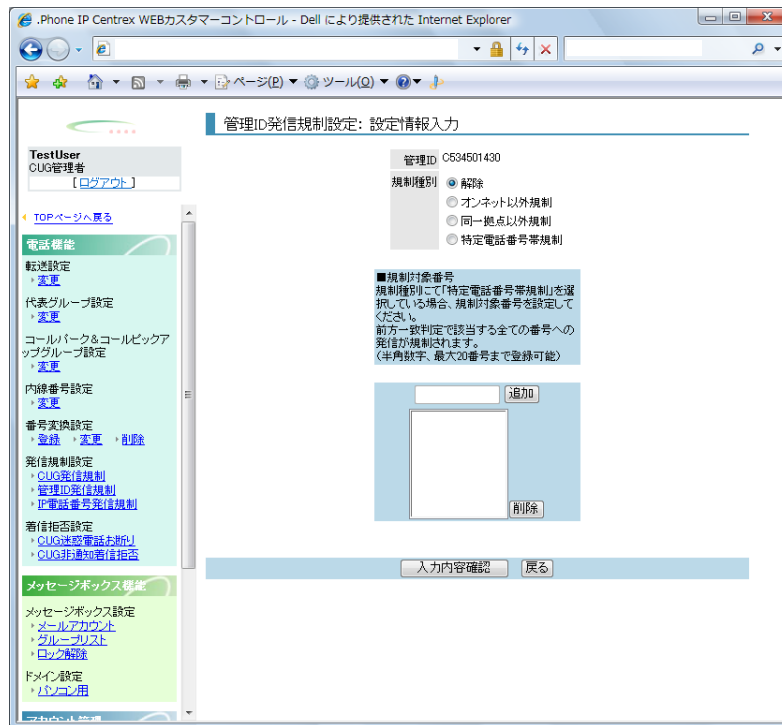 .Phone IP Centrex WEBカスタマーコントロール - Dell により提供された Internet Explorer
ページ(P) ツール(O)
TestUser
CUG管理者
[ログアウト]
TOPページへ戻る
電話機能
転送設定
変更
代表グループ設定
変更
コールパーク&コールピックア
ップグループ設定
変更
内線番号設定
変更
番号変換設定
登録 変更 削除
発信規制設定
CUG発信規制
管理ID発信規制
IP電話番号発信規制
着信拒否設定
CUG迷惑電話お断り
CUG非通知着信拒否
メッセージボックス機能
メッセージボックス設定
メールアカウント
グループリスト
ロック解除
ドメイン設定
パソコン用
アカウント管理
管理ID発信規制設定: 設定情報入力
管理ID C534501430
規制種別 解除
オンネット以外規制
同一拠点以外規制
特定電話番号帯規制
■規制対象番号
規制種別にて「特定電話番号帯規制」を選
択している場合、規制対象番号を設定して
ください。
前方一致判定で該当する全ての番号への
発信が規制されます。
(半角数字、最大20番号まで登録可能)
追加
削除
入力内容確認 戻る